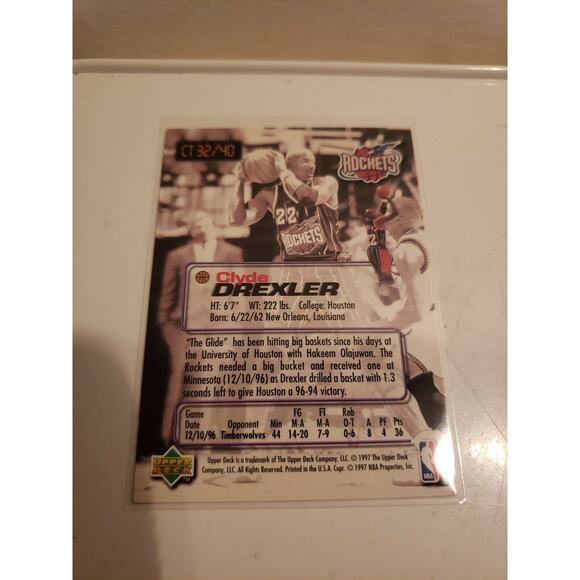 CT 32/40
ROCKETS
22
ROCKETS
22
Clyde
DREXLER
HT: 6'7" WT: 222 lbs. College: Houston
Born: 6/22/62 New Orleans, Louisiana
"The Glide" has been hitting big baskets since his days at
the University of Houston with Hakeem Olajuwon. The
Rockets needed a big bucket and received one at
Minnesota (12/10/96) as Drexler drilled a basket with 1.3
seconds left to give Houston a 96-94 victory.
Game FG FT Reb
Date Opponent Min M-A M-A O-T A PF Pts
12/10/96 Timberwolves 44 14-20 7-9 0-6 8 4 36
UPPER
DECK
Upper Deck is a trademark of The Upper Deck Company, LLC. © 1997 The Upper Deck
Company, LLC. All Rights Reserved. Printed in the U.S.A. Copr. © 1997 NBA Properties, Inc.
NBA